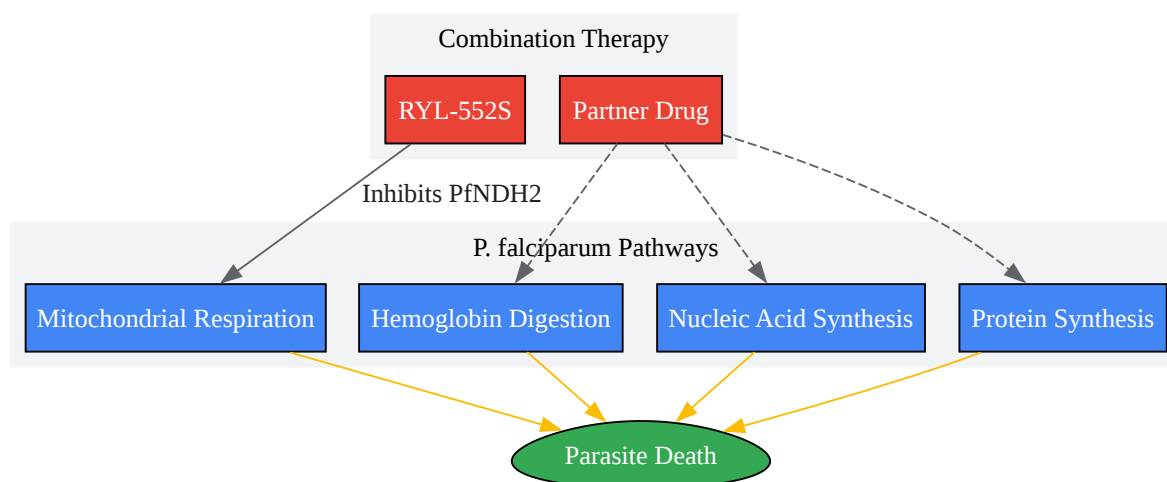 Combination Therapy
RYL-552S
Partner Drug
Inhibits PfNDH2
P. falciparum Pathways
Mitochondrial Respiration
Hemoglobin Digestion
Nucleic Acid Synthesis
Protein Synthesis
Parasite Death